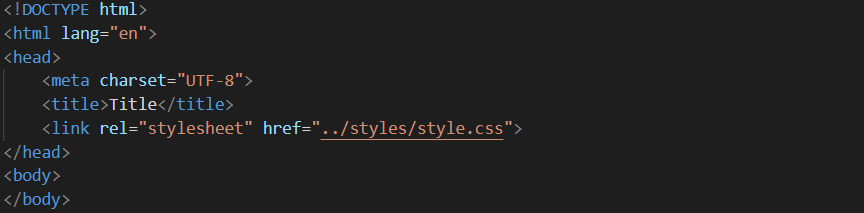 <!DOCTYPE html>
<html lang="en">
<head>
    <meta charset="UTF-8">
    <title>Title</title>
    <link rel="stylesheet" href="../styles/style.css">
</head>
<body>
</body>